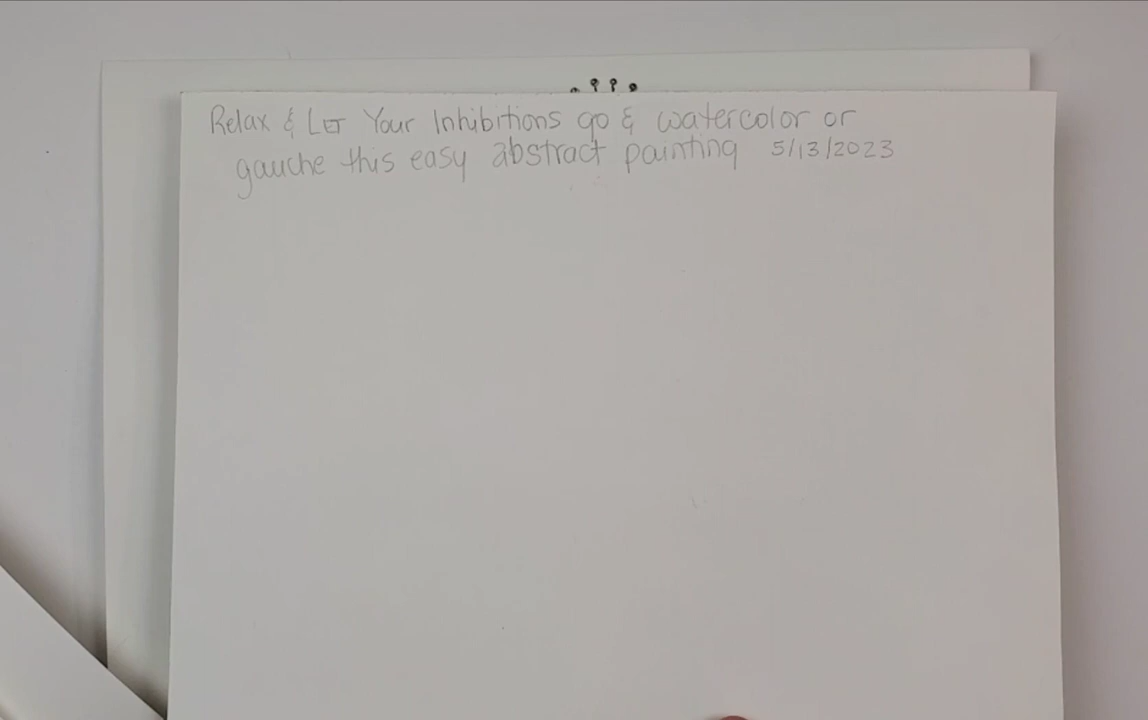 Relax & Let Your Inhibitions go & watercolor or
gauche this easy abstract painting 5/13/2023